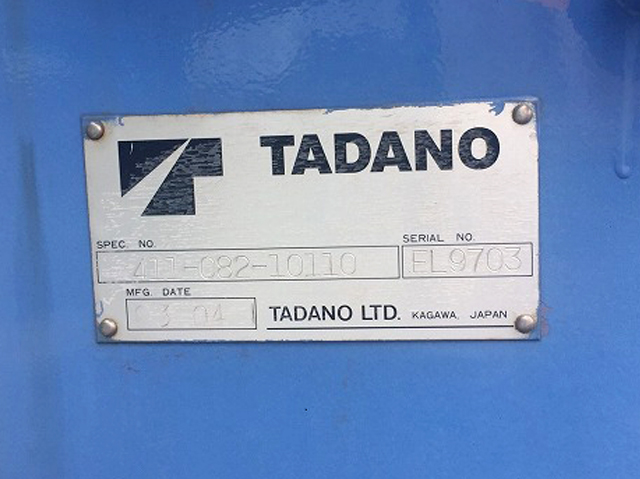 TADANO
SPEC. NO.
411-082-10110
SERIAL NO.
EL9703
MFG. DATE
3 04
TADANO LTD. KAGAWA, JAPAN